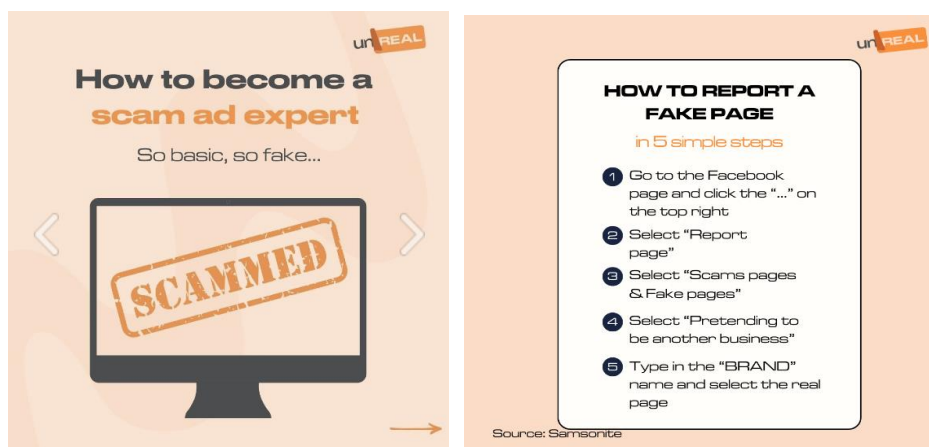 unREAL
How to become a
scam ad expert
So basic, so fake...
SCAMMED
unREAL
HOW TO REPORT A
FAKE PAGE
in 5 simple steps
1 Go to the Facebook
page and click the "..." on
the top right
2 Select "Report
page"
3 Select "Scams pages
& Fake pages"
4 Select "Pretending to
be another business"
5 Type in the "BRAND"
name and select the real
page
Source: Samsonite